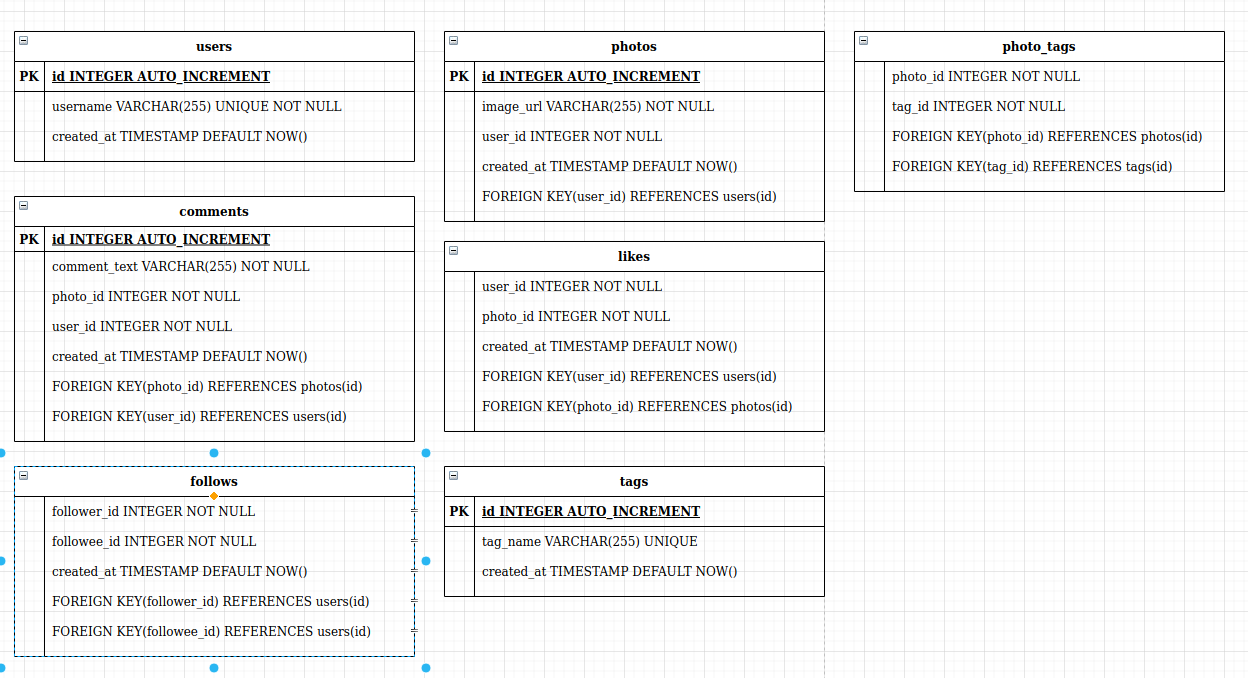 users
PK id INTEGER AUTO_INCREMENT
username VARCHAR(255) UNIQUE NOT NULL
created_at TIMESTAMP DEFAULT NOW()
comments
PK id INTEGER AUTO_INCREMENT
comment_text VARCHAR(255) NOT NULL
photo_id INTEGER NOT NULL
user_id INTEGER NOT NULL
created_at TIMESTAMP DEFAULT NOW()
FOREIGN KEY(photo_id) REFERENCES photos(id)
FOREIGN KEY(user_id) REFERENCES users(id)
follows
follower_id INTEGER NOT NULL
followee_id INTEGER NOT NULL
created_at TIMESTAMP DEFAULT NOW()
FOREIGN KEY(follower_id) REFERENCES users(id)
FOREIGN KEY(followee_id) REFERENCES users(id)
photos
PK id INTEGER AUTO_INCREMENT
image_url VARCHAR(255) NOT NULL
user_id INTEGER NOT NULL
created_at TIMESTAMP DEFAULT NOW()
FOREIGN KEY(user_id) REFERENCES users(id)
likes
user_id INTEGER NOT NULL
photo_id INTEGER NOT NULL
created_at TIMESTAMP DEFAULT NOW()
FOREIGN KEY(user_id) REFERENCES users(id)
FOREIGN KEY(photo_id) REFERENCES photos(id)
tags
PK id INTEGER AUTO_INCREMENT
tag_name VARCHAR(255) UNIQUE
created_at TIMESTAMP DEFAULT NOW()
photo_tags
photo_id INTEGER NOT NULL
tag_id INTEGER NOT NULL
FOREIGN KEY(photo_id) REFERENCES photos(id)
FOREIGN KEY(tag_id) REFERENCES tags(id)